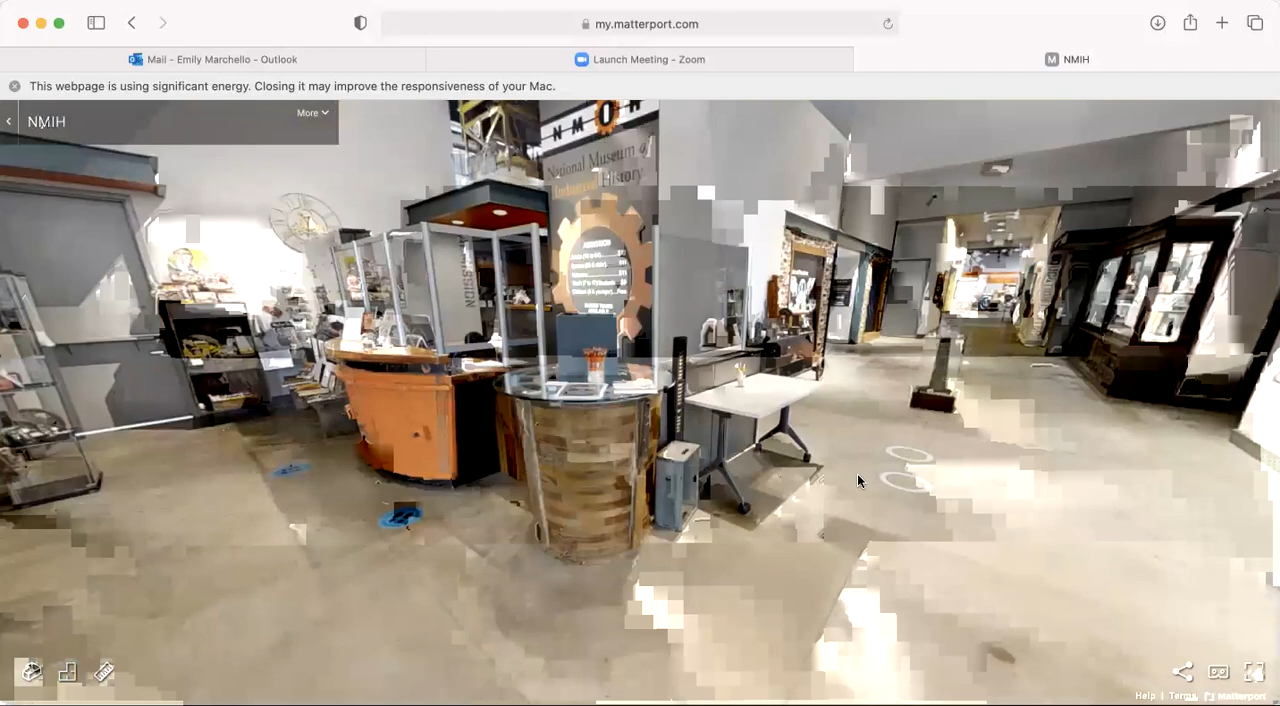 my.matterport.com
Mail - Emily Marchello - Outlook
Launch Meeting - Zoom
M NMIH
This webpage is using significant energy. Closing it may improve the responsiveness of your Mac.
NMIH
More
National Museum of
Industrial History
ADMISSION
Help | Terms
Matterport